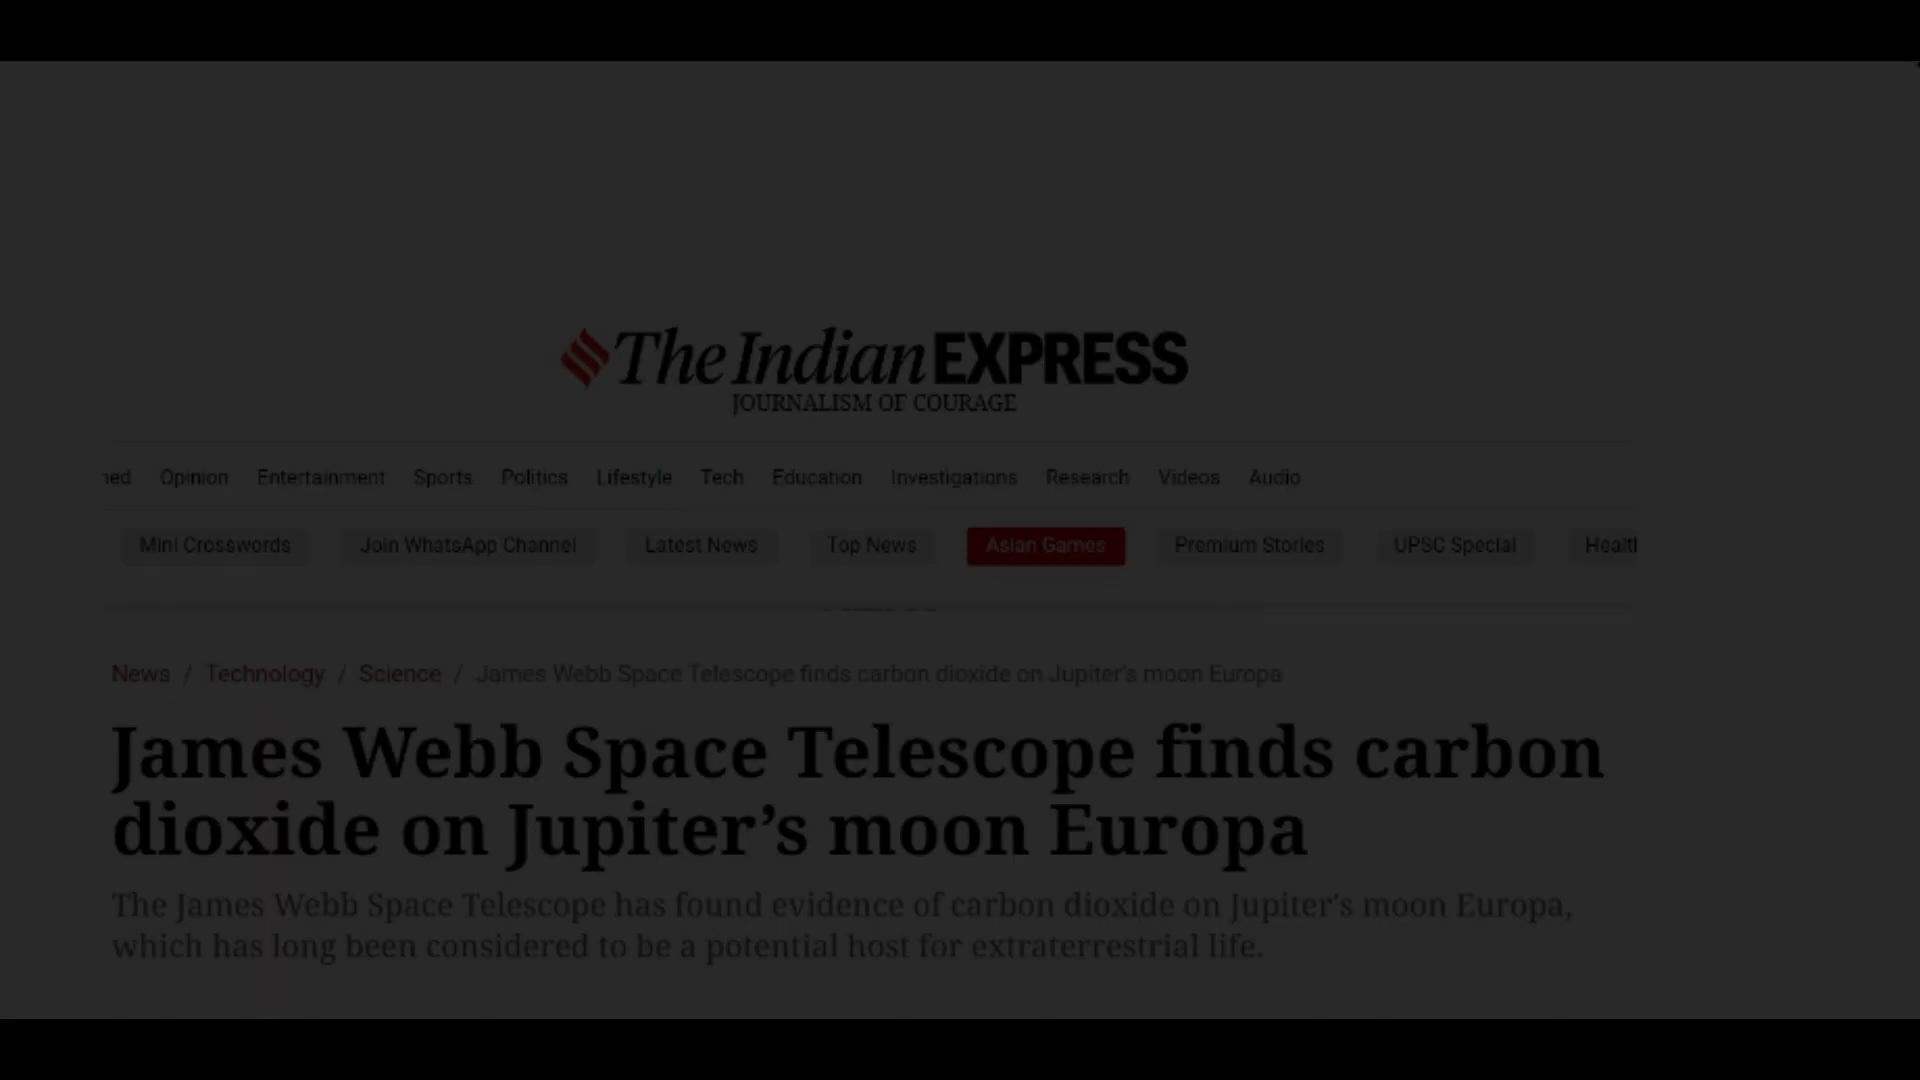 The Indian EXPRESS
JOURNALISM OF COURAGE
Opinion Entertainment Sports Politics Lifestyle Tech Education Investigations Research Videos Audio
Mini Crosswords Join WhatsApp Channel Latest News Top News Asian Games Premium Stories UPSC Special
News / Technology / Science / James Webb Space Telescope finds carbon dioxide on Jupiter's moon Europa
James Webb Space Telescope finds carbon
dioxide on Jupiter’s moon Europa
The James Webb Space Telescope has found evidence of carbon dioxide on Jupiter's moon Europa,
which has long been considered to be a potential host for extraterrestrial life.